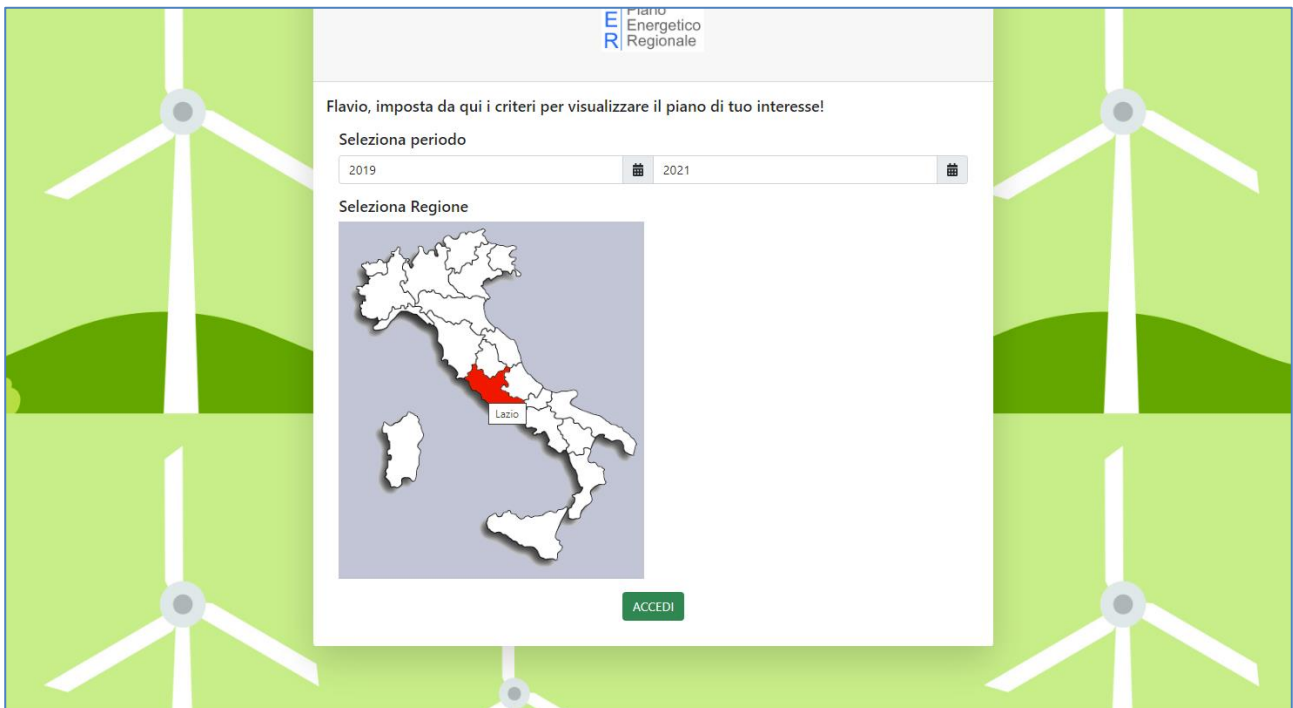 Piano
E Energetico
R Regionale
Flavio, imposta da qui i criteri per visualizzare il piano di tuo interesse!
Seleziona periodo
2019 2021
Seleziona Regione
Lazio
ACCEDI